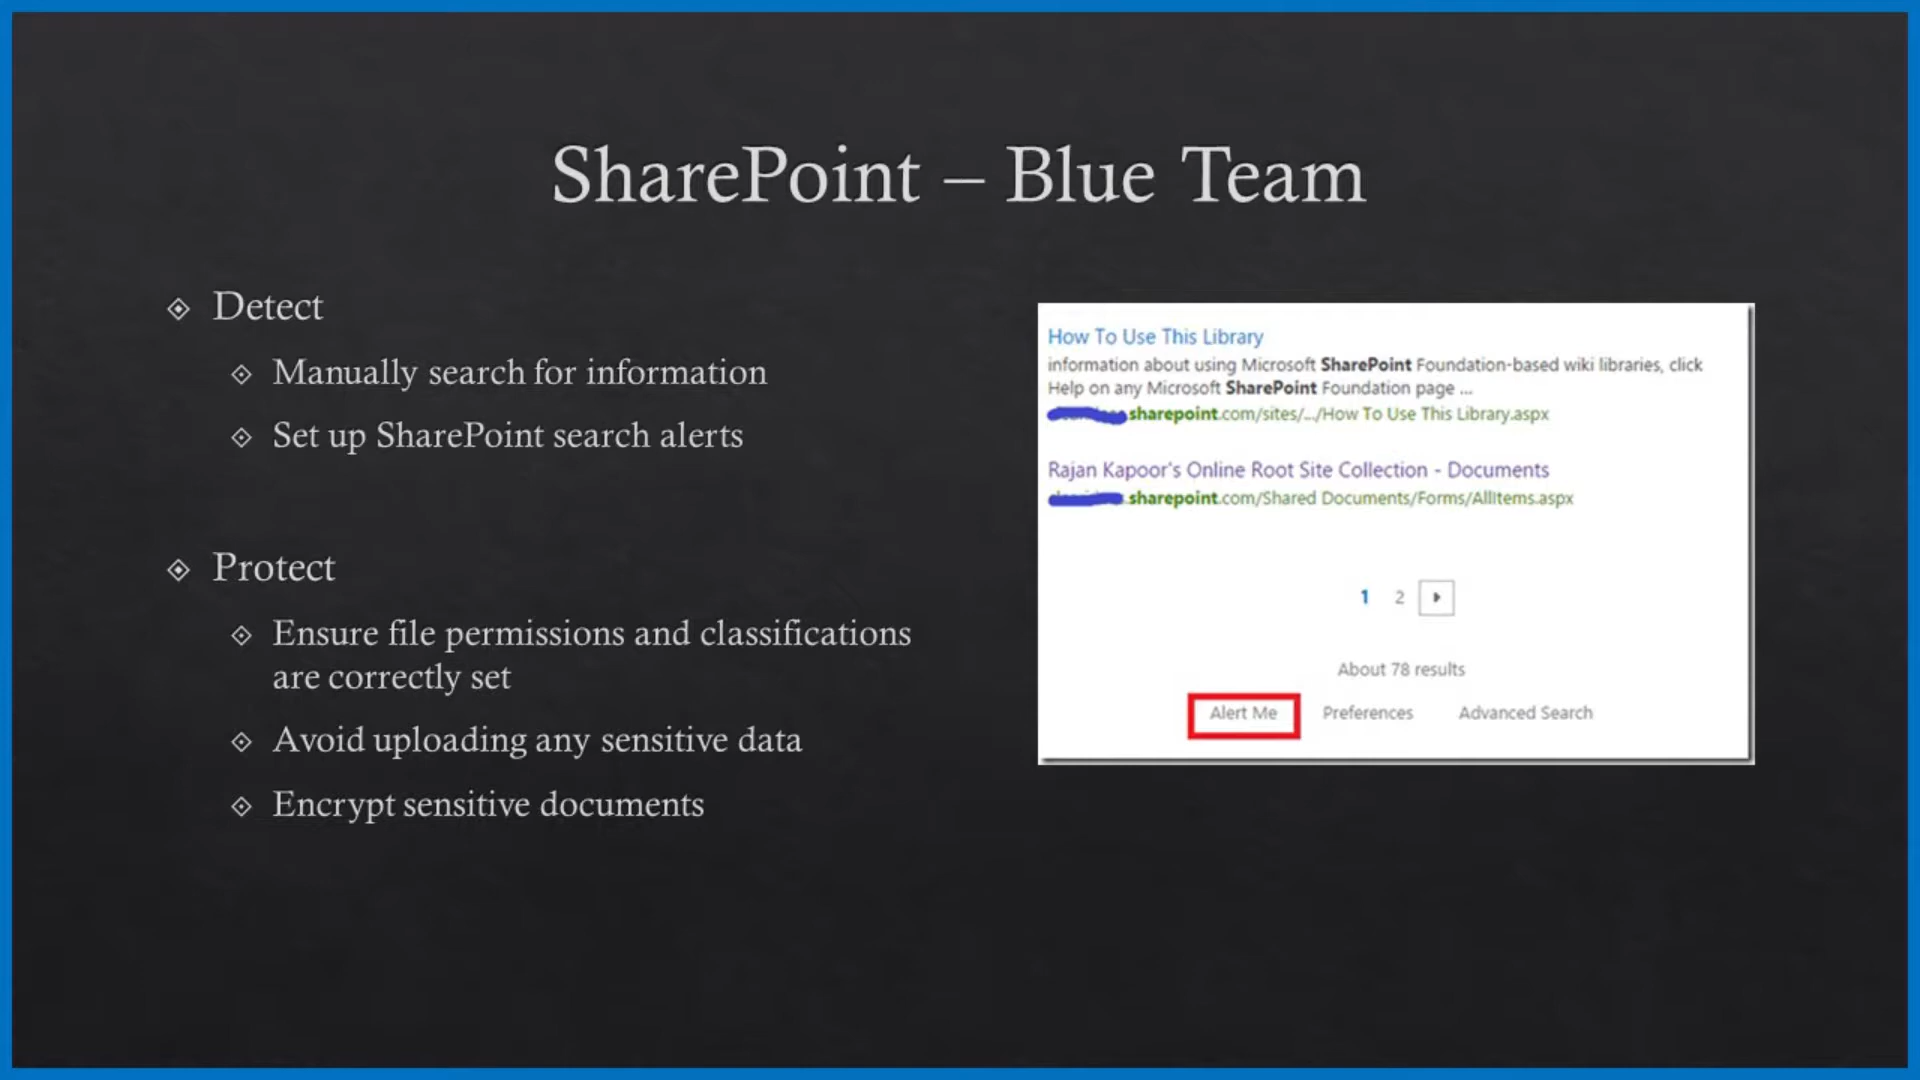 SharePoint – Blue Team
Detect
Manually search for information
Set up SharePoint search alerts
Protect
Ensure file permissions and classifications
are correctly set
Avoid uploading any sensitive data
Encrypt sensitive documents
How To Use This Library
information about using Microsoft SharePoint Foundation-based wiki libraries, click
Help on any Microsoft SharePoint Foundation page ...
.sharepoint.com/sites/.../How To Use This Library.aspx
Rajan Kapoor's Online Root Site Collection - Documents
.sharepoint.com/Shared Documents/Forms/AllItems.aspx
1 2
About 78 results
Alert Me Preferences Advanced Search